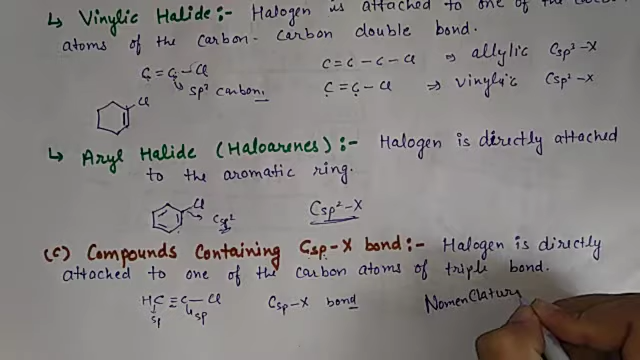 ↳ Vinylic Halide :- Halogen is attached to one of the
atoms of the carbon-carbon double bond.
C=C-Cl
sp² carbon.
C=C-C-Cl ⇒ allylic Csp³-X
C=C-Cl ⇒ vinylic Csp²-X
Cl
↳ Aryl Halide (Haloarenes) :- Halogen is directly attached
to the aromatic ring.
Cl
Csp²
Csp²-X
(C) Compounds Containing Csp-X bond :- Halogen is directly
attached to one of the carbon atoms of triple bond.
HC≡C-Cl Csp-X bond
sp sp